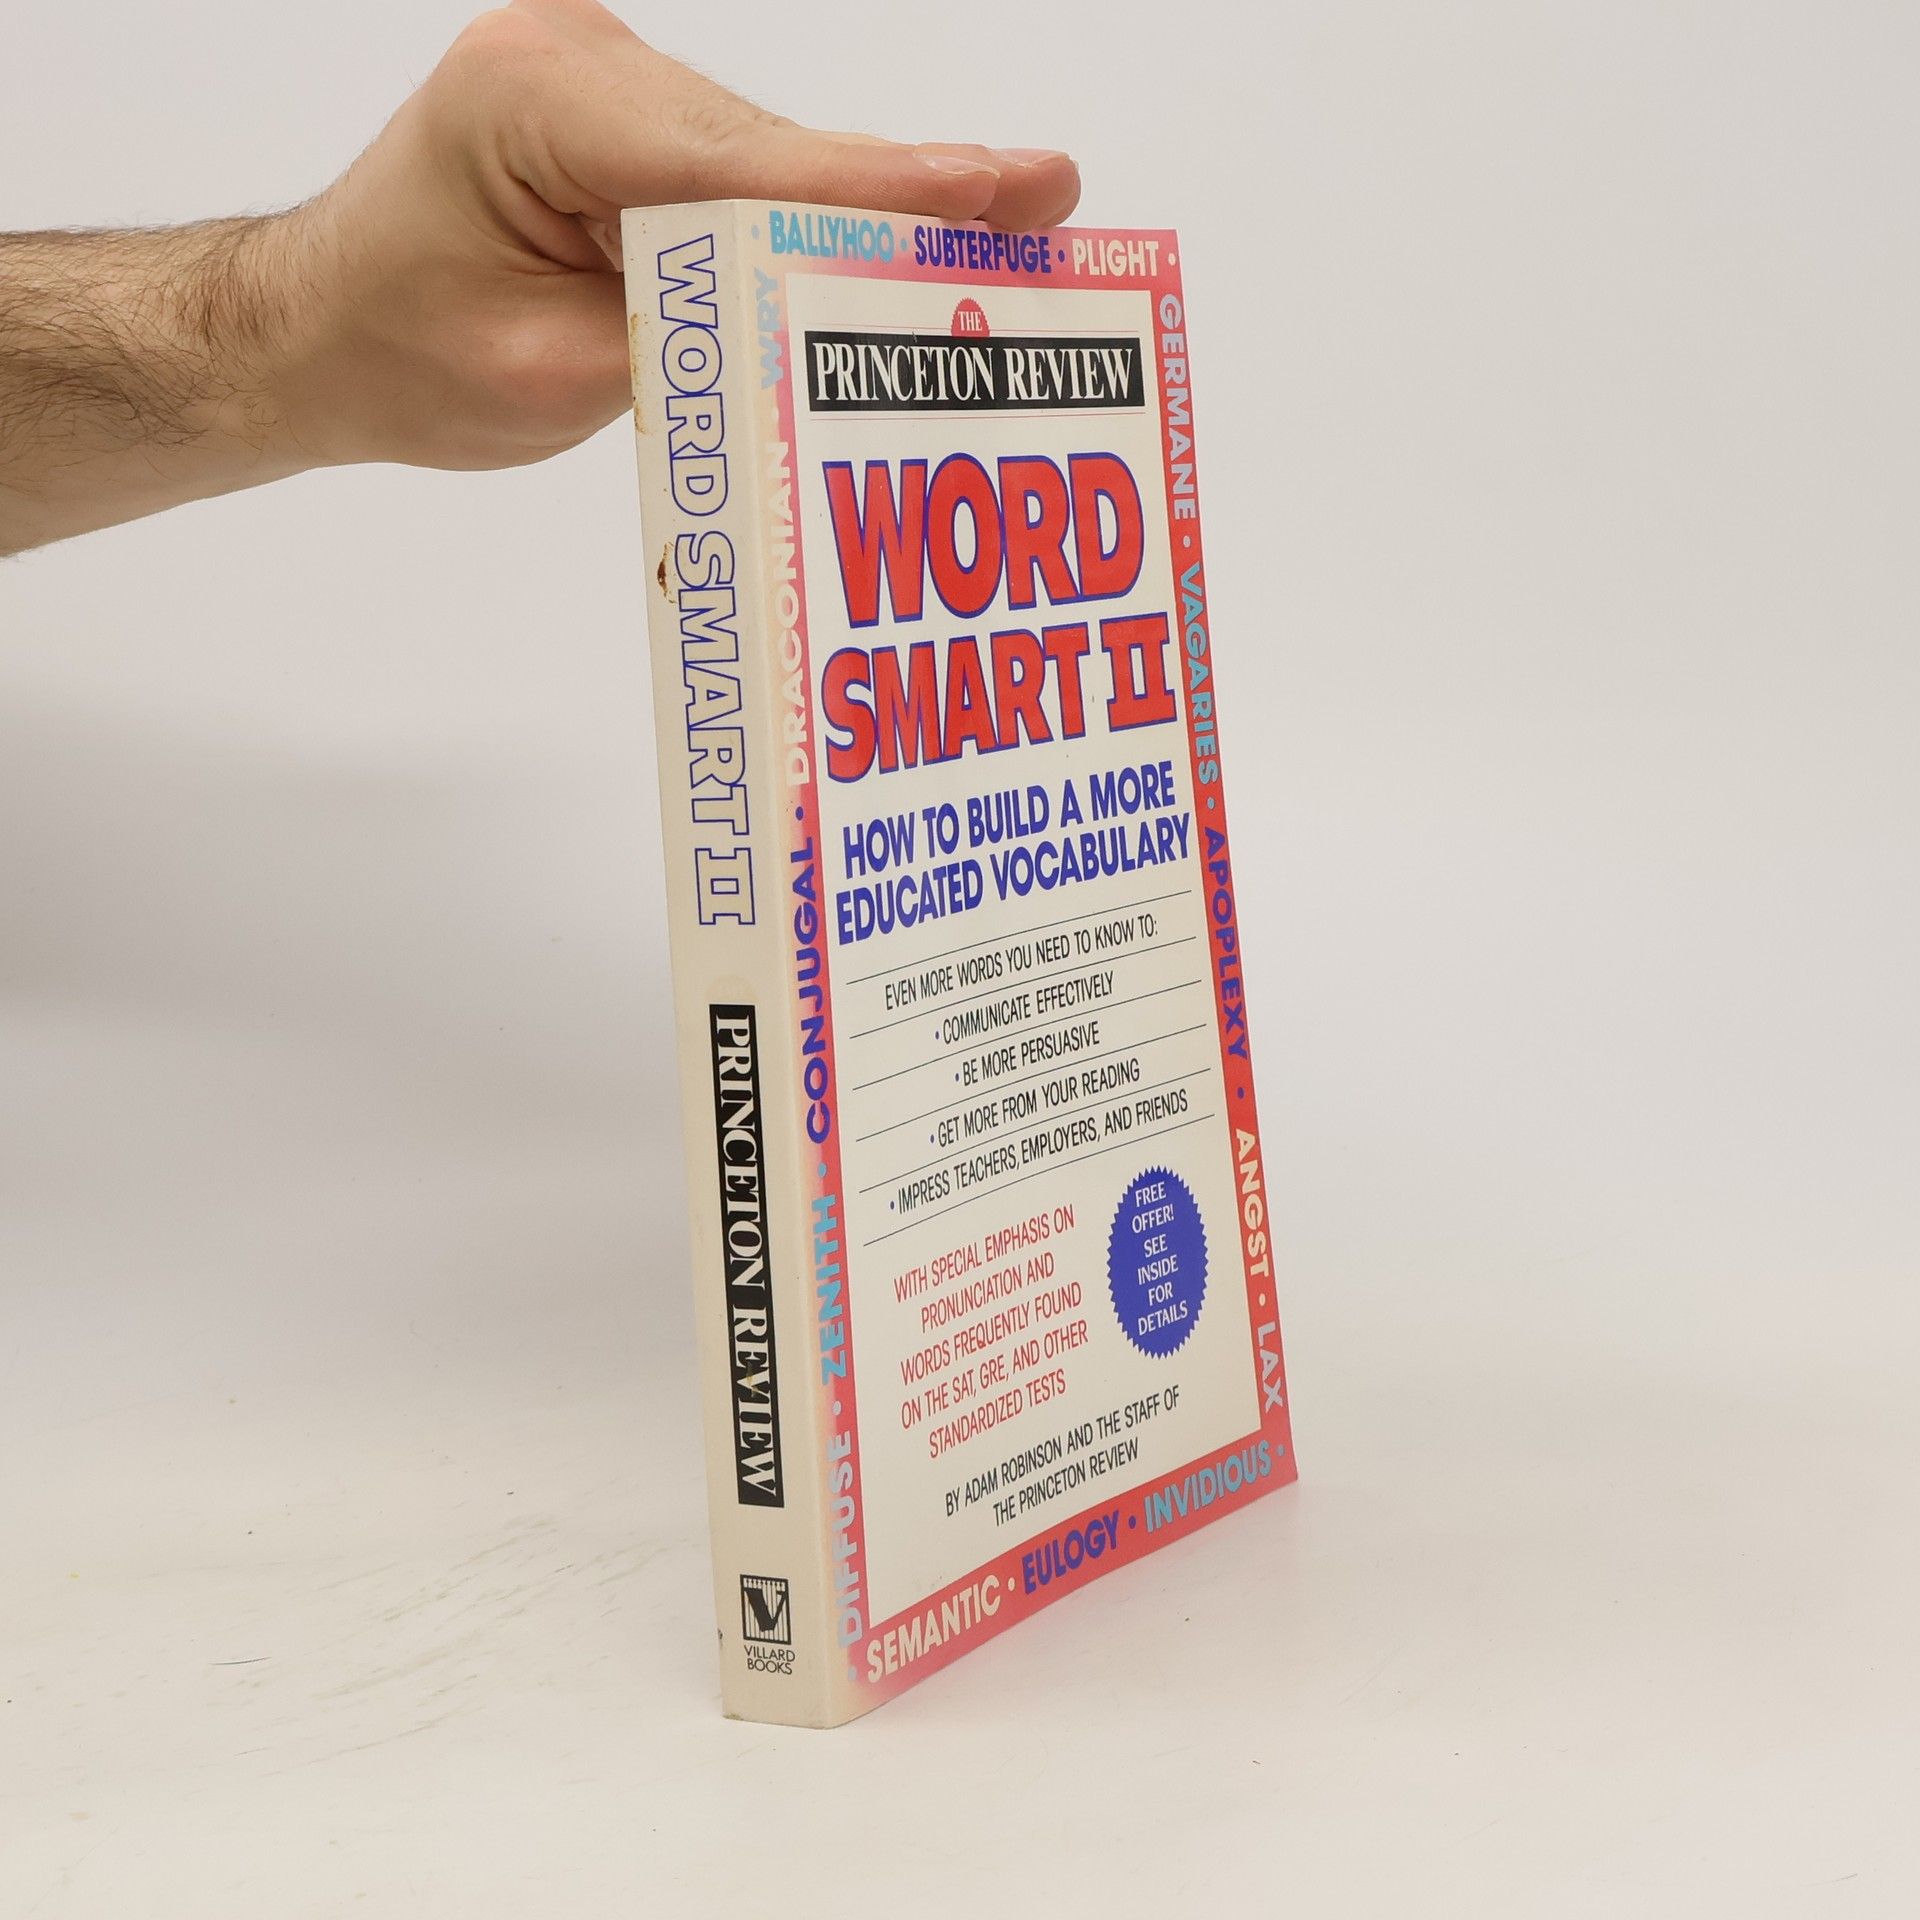 WORD SMART II
PRINCETON REVIEW
V
VILLARD
BOOKS
• BALLYHOO • SUBTERFUGE • PLIGHT •
GERMANE • VAGARIES • APOPLEXY • ANGST • LAX
• DIFFUSE • ZENITH • CONJUGAL • DRACONIAN • WRY
THE
PRINCETON REVIEW
WORD
SMART II
HOW TO BUILD A MORE
EDUCATED VOCABULARY
EVEN MORE WORDS YOU NEED TO KNOW TO:
• COMMUNICATE EFFECTIVELY
• BE MORE PERSUASIVE
• GET MORE FROM YOUR READING
• IMPRESS TEACHERS, EMPLOYERS, AND FRIENDS
WITH SPECIAL EMPHASIS ON
PRONUNCIATION AND
WORDS FREQUENTLY FOUND
ON THE SAT, GRE, AND OTHER
STANDARDIZED TESTS
FREE
OFFER!
SEE
INSIDE
FOR
DETAILS
BY ADAM ROBINSON AND THE STAFF OF
THE PRINCETON REVIEW
SEMANTIC • EULOGY • INVIDIOUS •